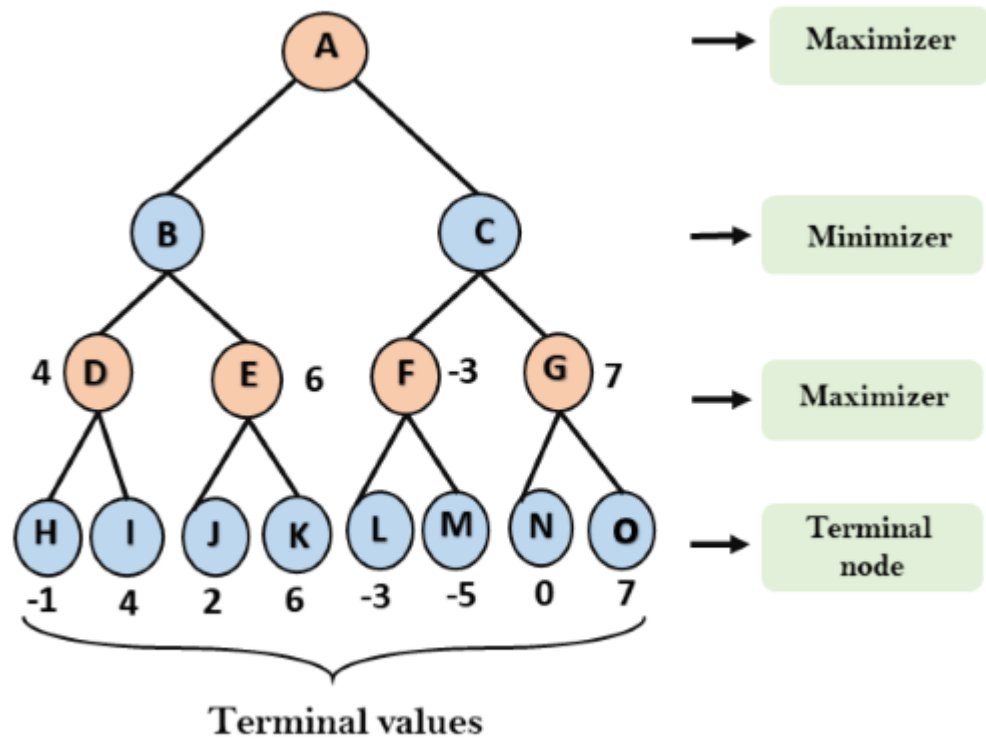 A
Maximizer
B
C
Minimizer
4
D
E
6
F
-3
G
7
Maximizer
H
I
J
K
L
M
N
O
Terminal
node
-1
4
2
6
-3
-5
0
7
Terminal values